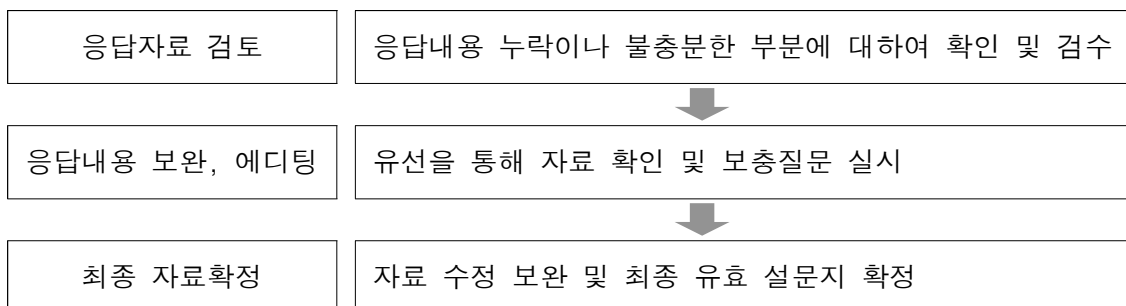 응답자료 검토
응답내용 누락이나 불충분한 부분에 대하여 확인 및 검수
응답내용 보완, 에디팅
유선을 통해 자료 확인 및 보충질문 실시
최종 자료확정
자료 수정 보완 및 최종 유효 설문지 확정